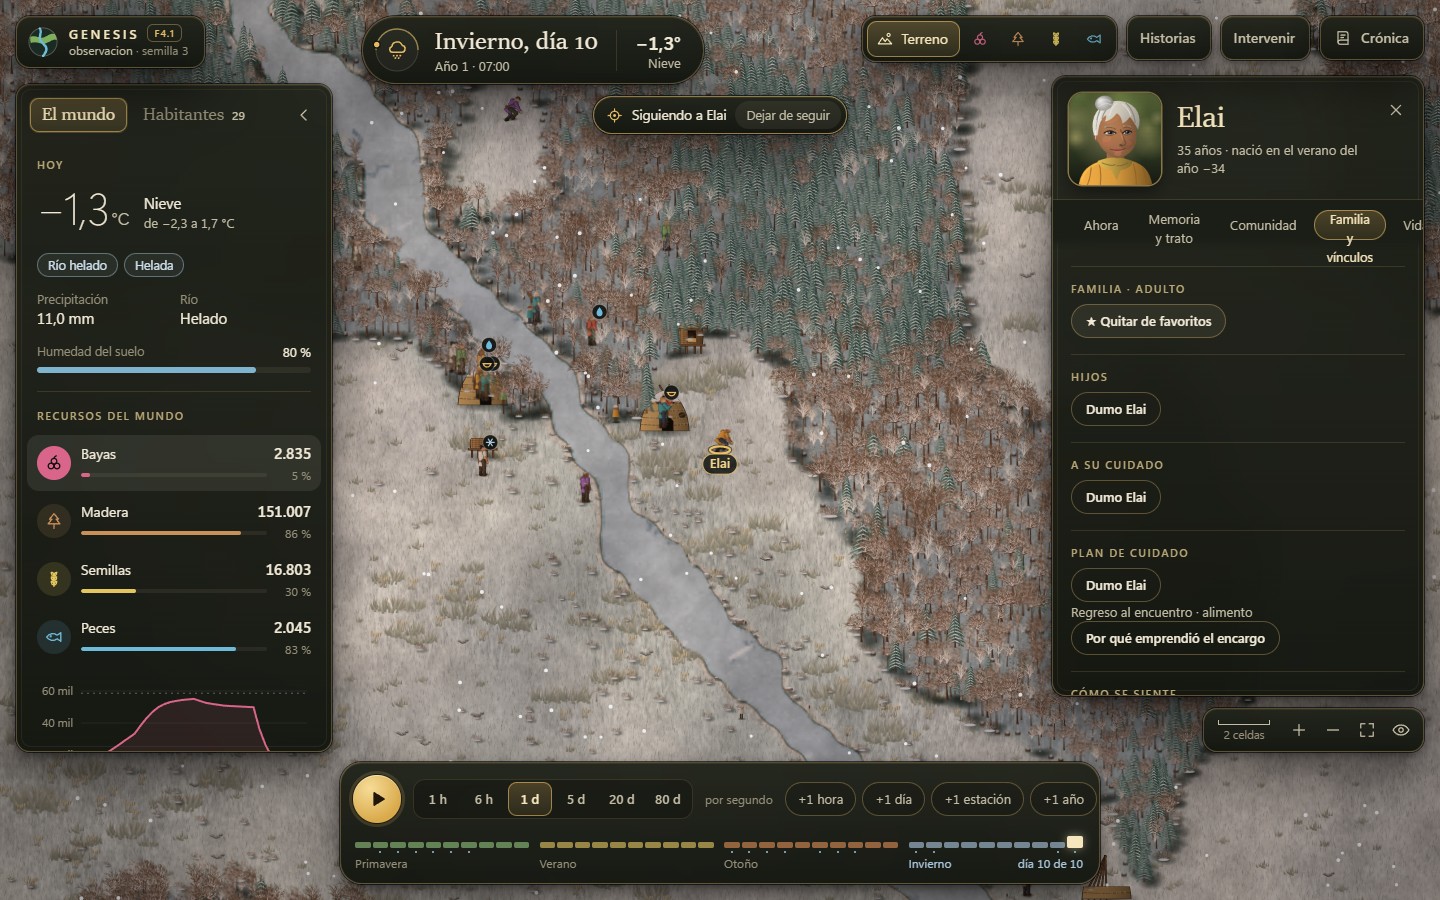 GENESIS F4.1
observacion · semilla 3
Invierno, día 10
Año 1 · 07:00
−1,3°
Nieve
Terreno
Historias
Intervenir
Crónica
El mundo
Habitantes 29
Siguiendo a Elai
Dejar de seguir
HOY
−1,3 °C
Nieve
de −2,3 a 1,7 °C
Río helado
Helada
Precipitación
11,0 mm
Río
Helado
Humedad del suelo
80 %
RECURSOS DEL MUNDO
Bayas
2.835
5 %
Madera
151.007
86 %
Semillas
16.803
30 %
Peces
2.045
83 %
60 mil
40 mil
Elai
Elai
35 años · nació en el verano del
año −34
Ahora
Memoria
y trato
Comunidad
Familia
y
vínculos
Vid
FAMILIA · ADULTO
★ Quitar de favoritos
HIJOS
Dumo Elai
A SU CUIDADO
Dumo Elai
PLAN DE CUIDADO
Dumo Elai
Regreso al encuentro · alimento
Por qué emprendió el encargo
CÓMO SE SIENTE
2 celdas
1 h
6 h
1 d
5 d
20 d
80 d
por segundo
+1 hora
+1 día
+1 estación
+1 año
Primavera
Verano
Otoño
Invierno
día 10 de 10